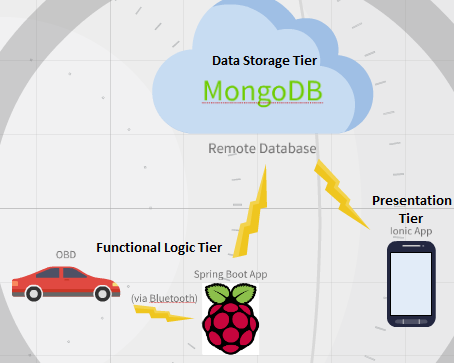 Data Storage Tier
MongoDB
Remote Database
Presentation
Tier
Ionic App
Functional Logic Tier
OBD
Spring Boot App
(via Bluetooth)